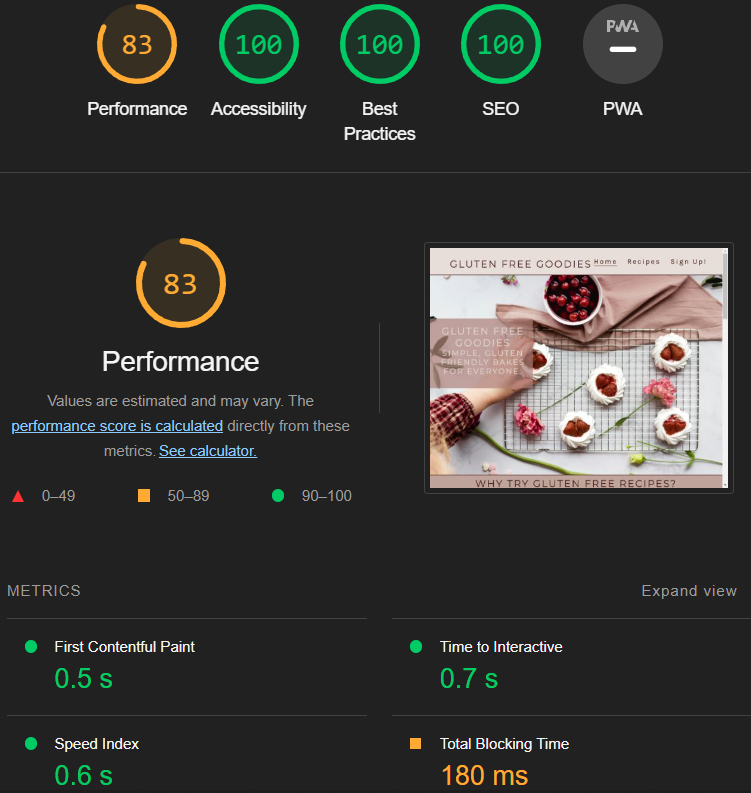 83
100
100
100
PWA
Performance
Accessibility
Best
Practices
SEO
PWA
83
Performance
Values are estimated and may vary. The
performance score is calculated directly from these
metrics. See calculator.
0–49
50–89
90–100
GLUTEN FREE GOODIES
Home Recipes Sign Up!
GLUTEN FREE
GOODIES
SIMPLE, GLUTEN
FRIENDLY BAKES
FOR EVERYONE.
WHY TRY GLUTEN FREE RECIPES?
METRICS
Expand view
First Contentful Paint
0.5 s
Time to Interactive
0.7 s
Speed Index
0.6 s
Total Blocking Time
180 ms